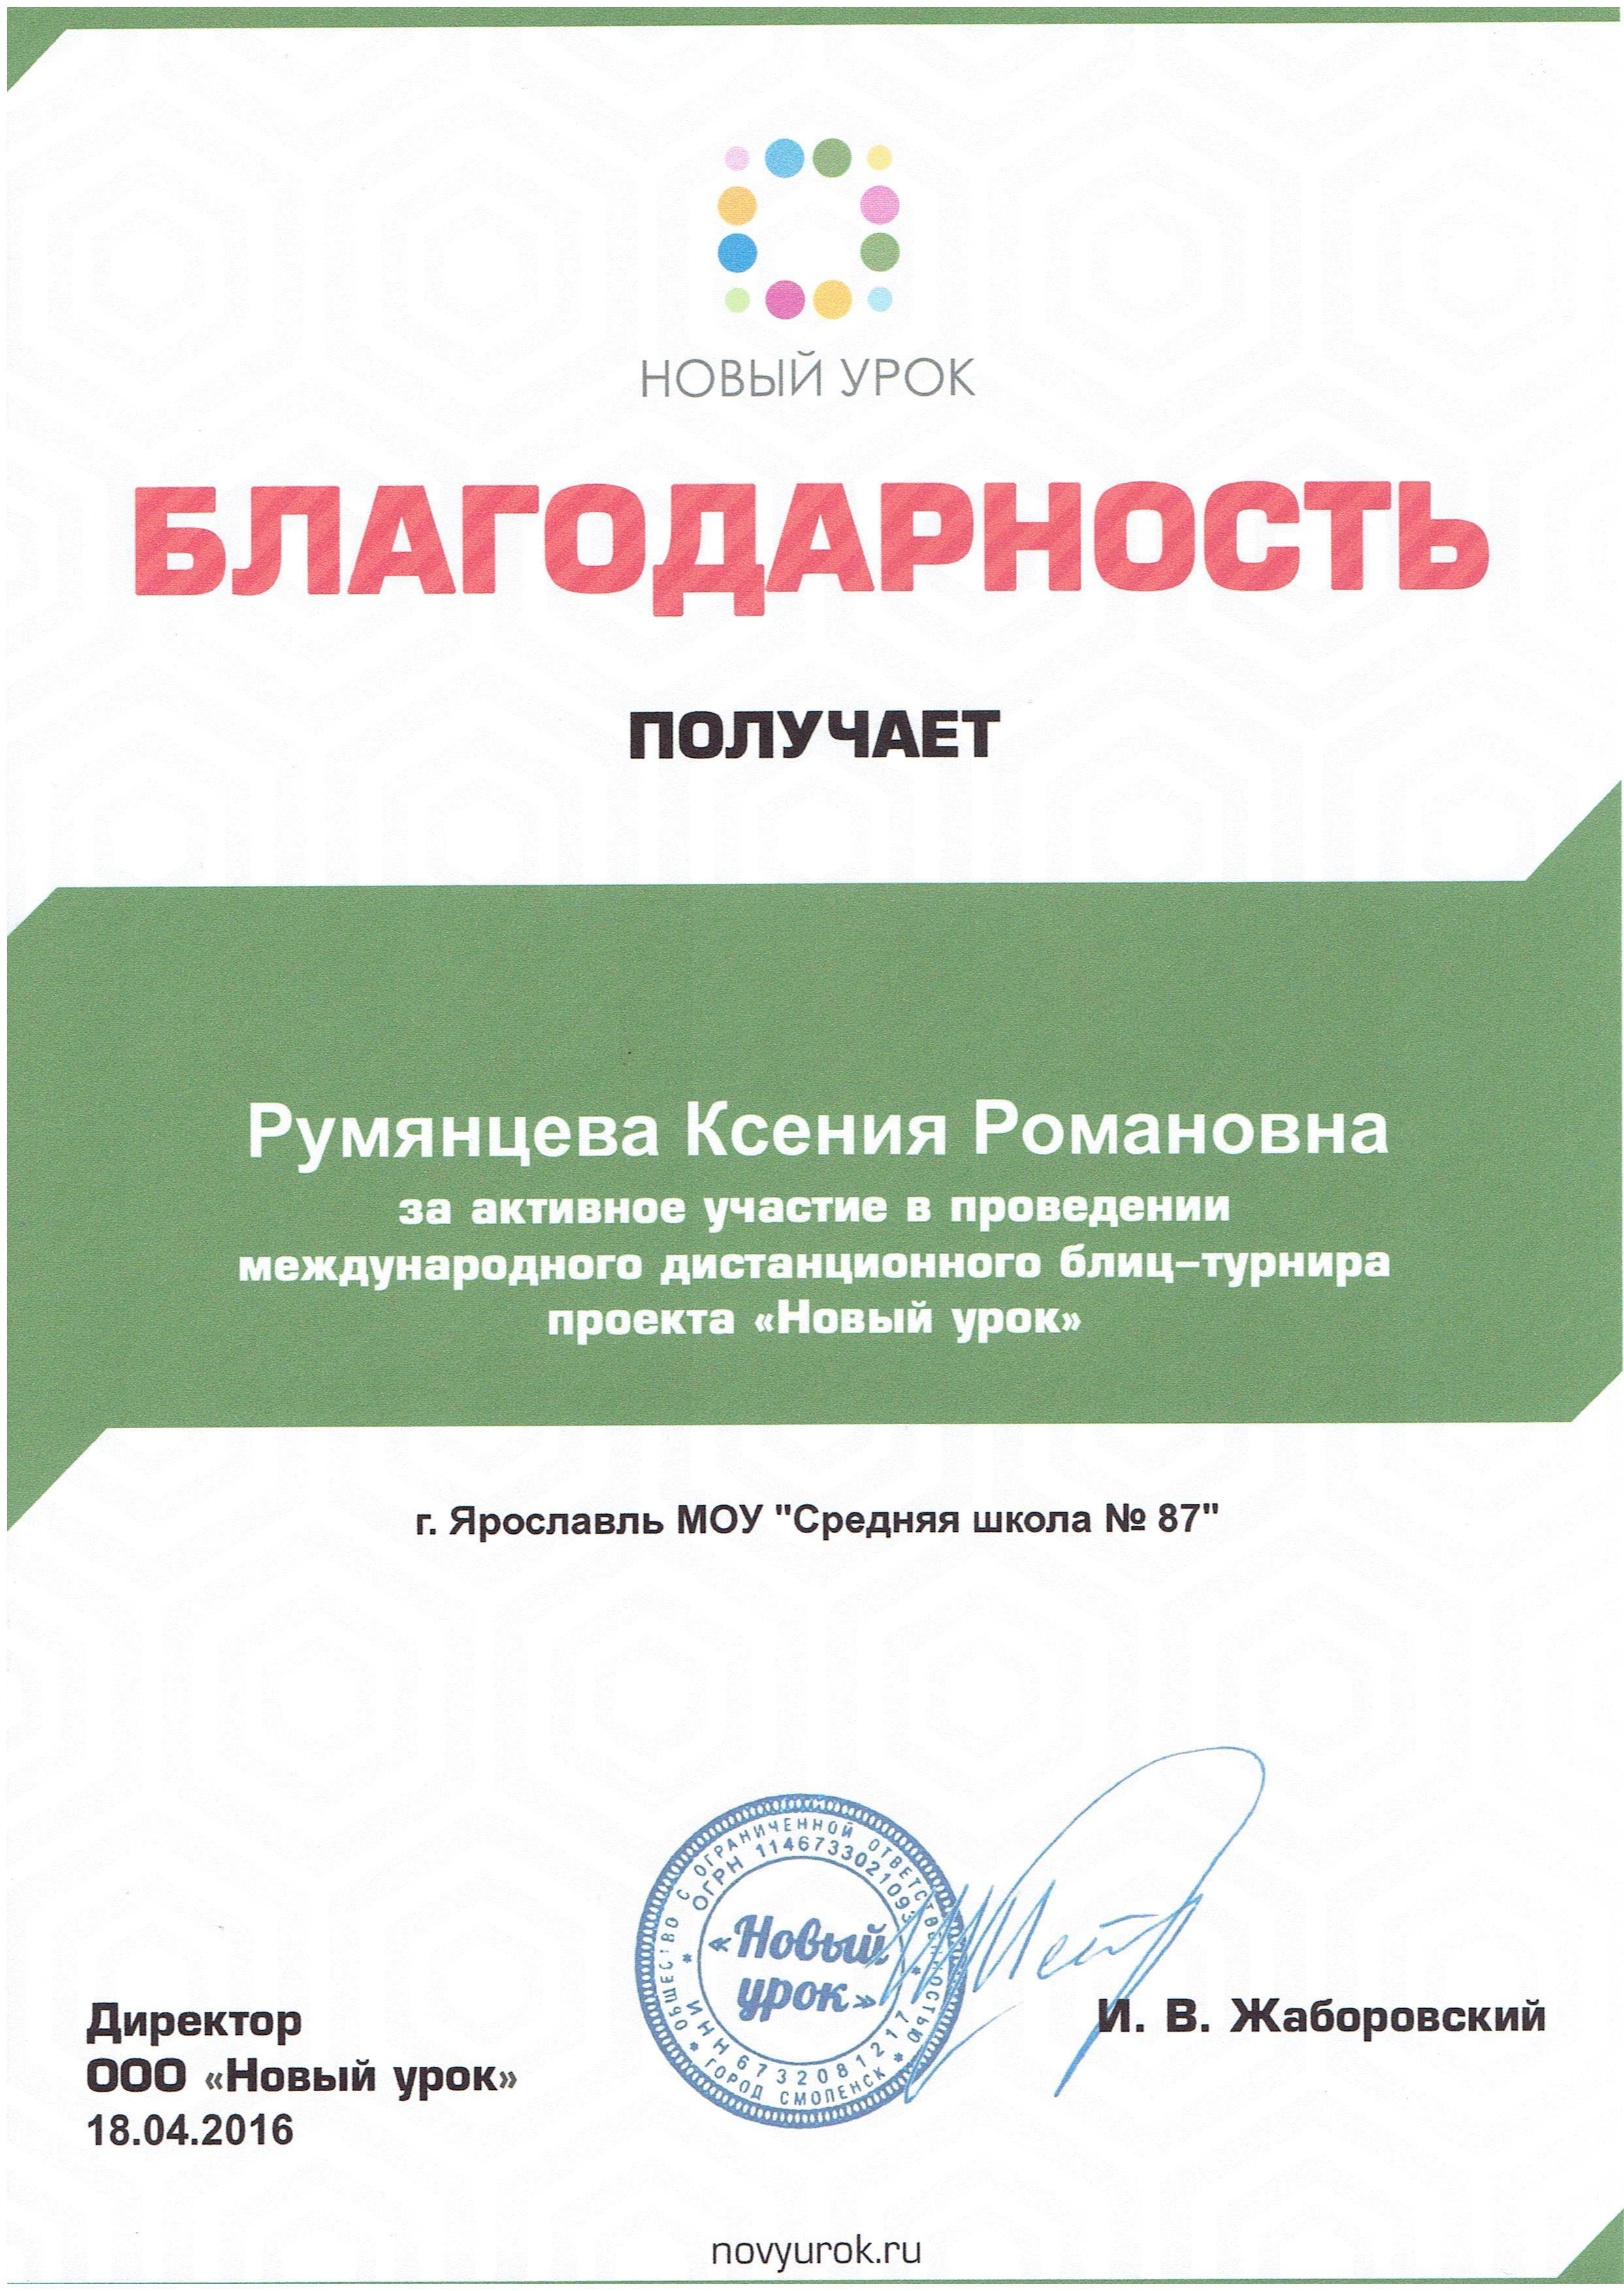 НОВЫЙ УРОК
БЛАГОДАРНОСТЬ
ПОЛУЧАЕТ
Румянцева Ксения Романовна
за активное участие в проведении
международного дистанционного блиц-турнира
проекта «Новый урок»
г. Ярославль МОУ "Средняя школа № 87"
ОБЩЕСТВО С ОГРАНИЧЕННОЙ ОТВЕТСТВЕННОСТЬЮ
ОГРН 1146733021093
«Новый
урок»
ИНН 6732081217
ГОРОД СМОЛЕНСК
Директор
ООО «Новый урок»
18.04.2016
И. В. Жаборовский
novyurok.ru